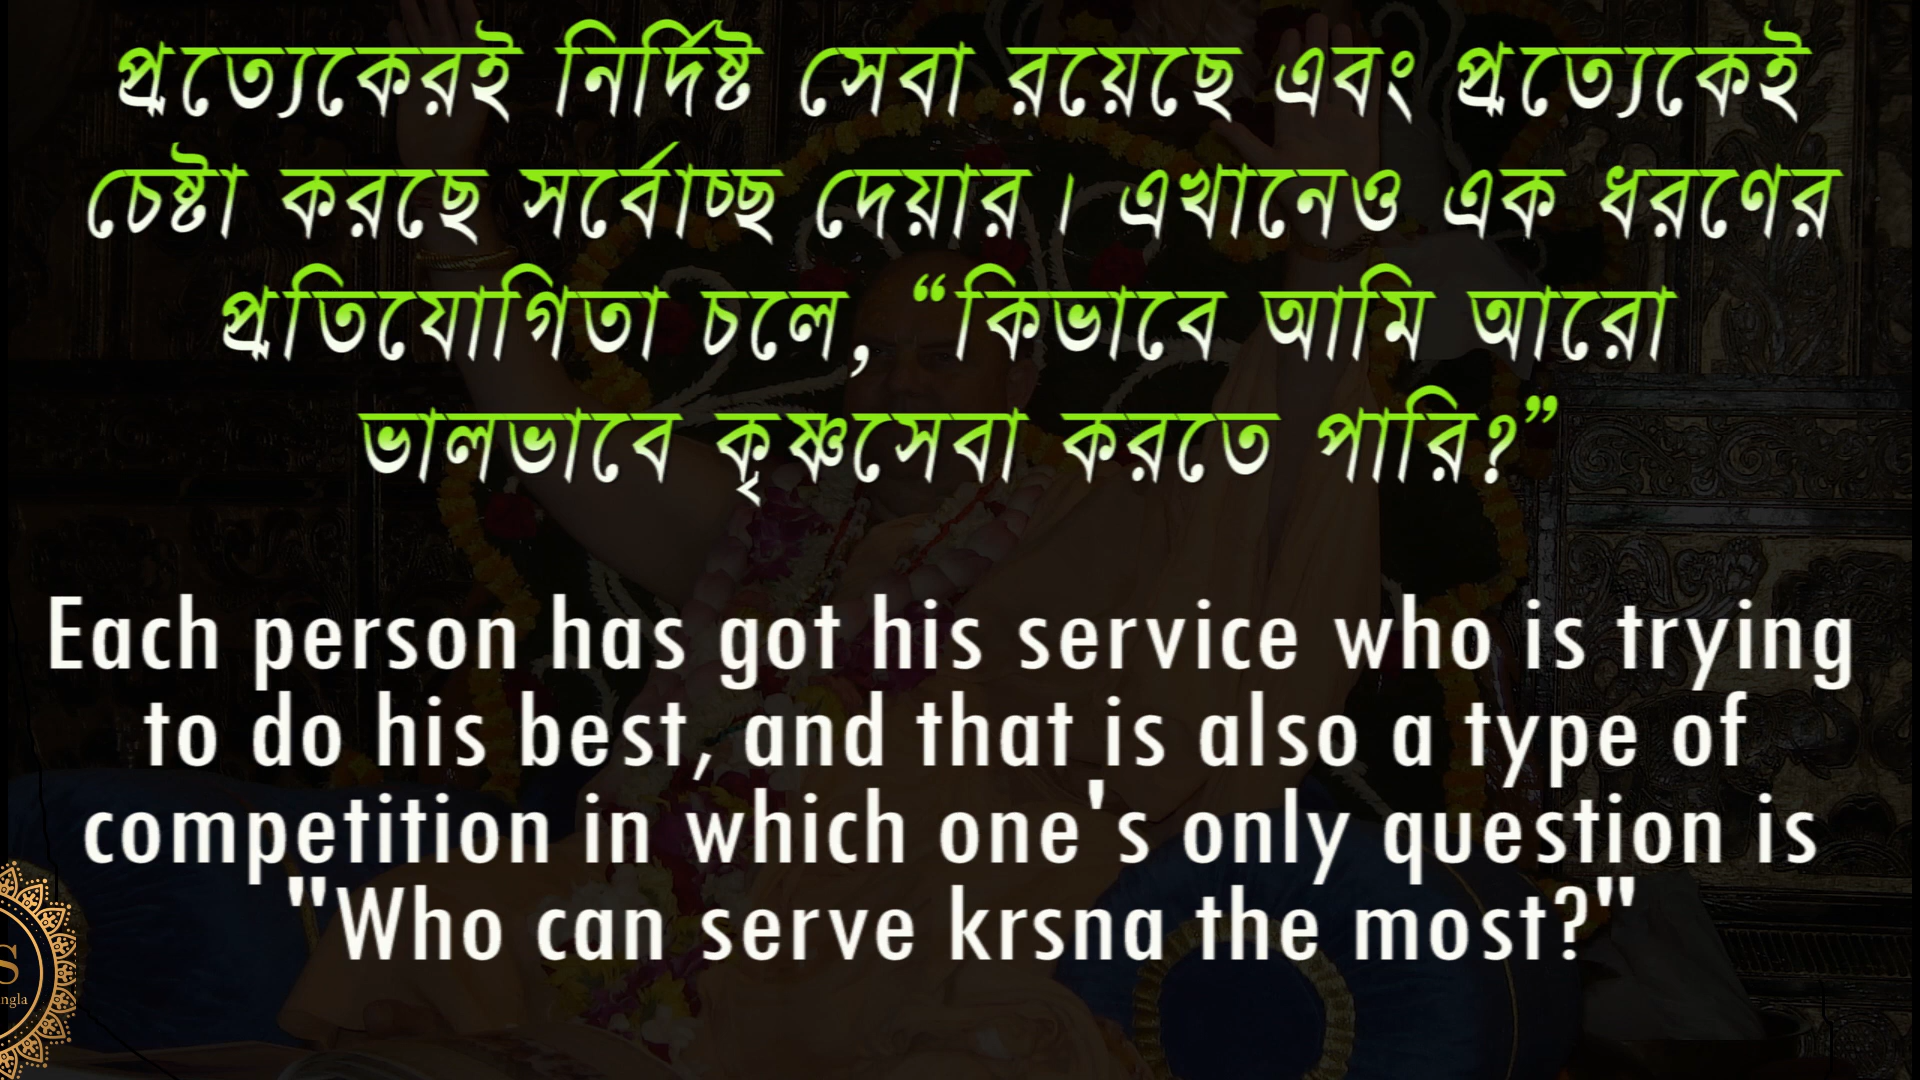 প্রত্যেকেরই নির্দিষ্ট সেবা রয়েছে এবং প্রত্যেকেই
চেষ্টা করছে সর্বোচ্চ দেয়ার। এখানেও এক ধরণের
প্রতিযোগিতা চলে, “কিভাবে আমি আরো
ভালভাবে কৃষ্ণসেবা করতে পারি?”
Each person has got his service who is trying
to do his best, and that is also a type of
competition in which one's only question is
"Who can serve krsna the most?"